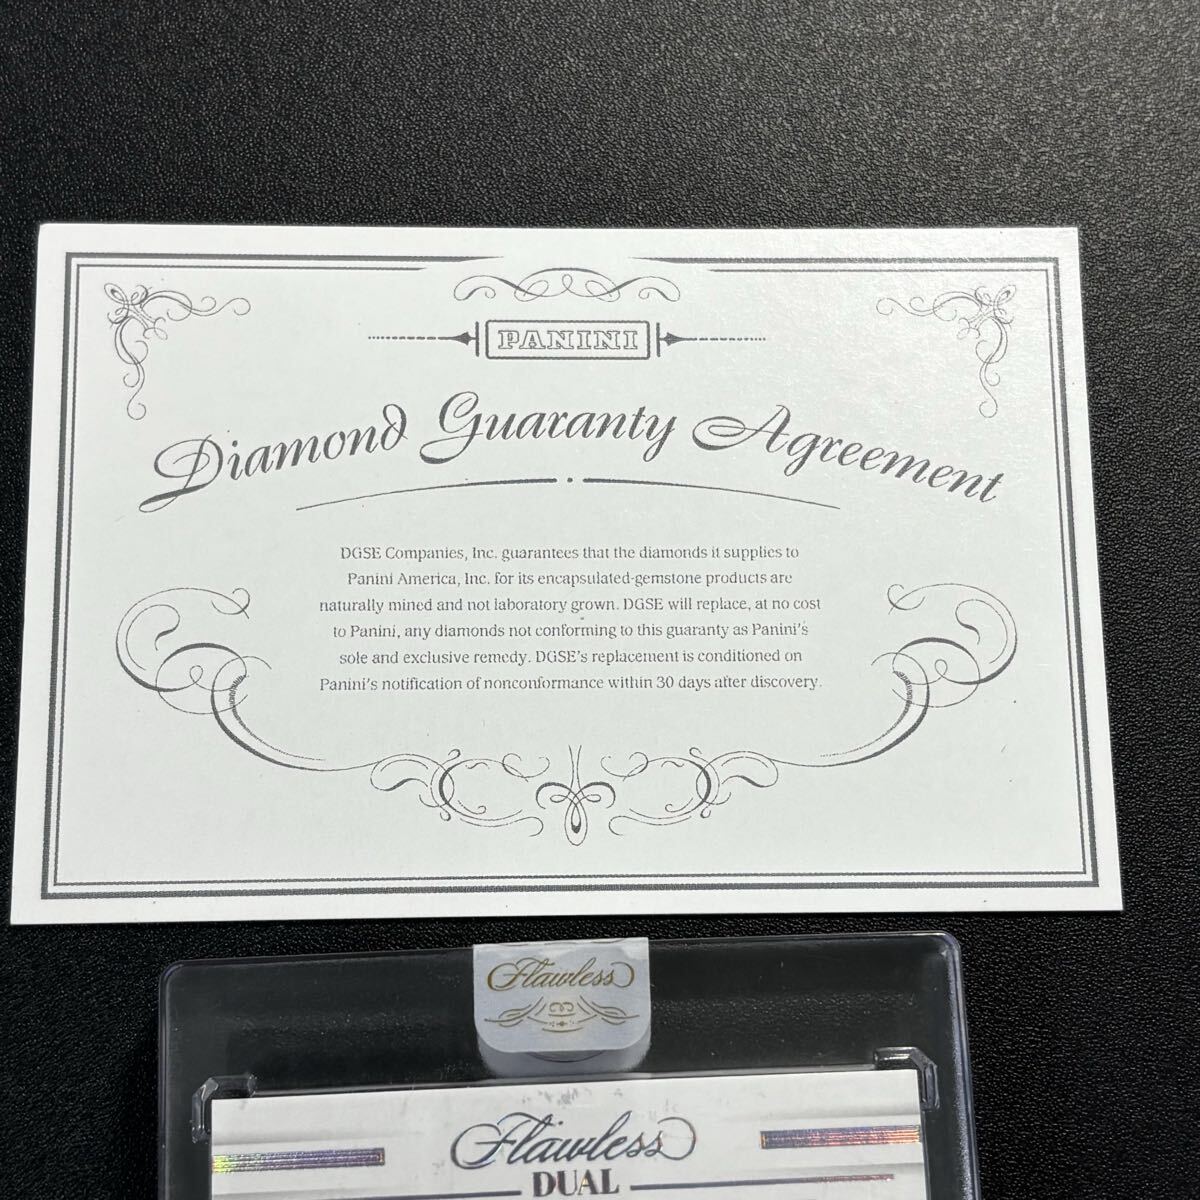 PANINI
Diamond Guaranty Agreement
DGSE Companies, Inc. guarantees that the diamonds it supplies to
Panini America, Inc. for its encapsulated-gemstone products are
naturally mined and not laboratory grown. DGSE will replace, at no cost
to Panini, any diamonds not conforming to this guaranty as Panini's
sole and exclusive remedy. DGSE's replacement is conditioned on
Panini's notification of nonconformance within 30 days after discovery.
Flawless
Flawless
DUAL